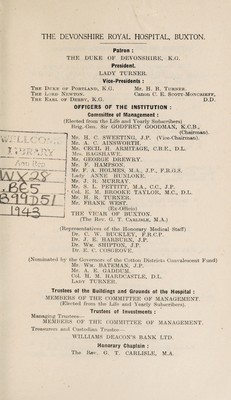 THE DEVONSHIRE ROYAL HOSPITAL, BUXTON.
Patron :
THE DUKE OF DEVONSHIRE, K.G.
President.
LADY TURNER.
Vice-Presidents :
THE DUKE OF PORTLAND, K.G. Mr. H. R. TURNER.
THE LORD NEWTON. Canon C. E. SCOTT-MONCRIEFF,
THE EARL OF DERBY, K.G. D.D.
OFFICERS OF THE INSTITUTION :
Committee of Management :
(Elected from the Life and Yearly Subscribers)
Brig.-Gen. Sir GODFREY GOODMAN, K.C.B.,
(Chairman).
Mr. H. C. SWEETING, J.P. (Vice-Chairman).
Mr. A. C. AINSWORTH.
Mr. CECIL H. ARMITAGE, C.B.E., D.L.
Mrs. BAGSHAWE.
Mr. GEORGE DREWRY.
Mr. F. HAMPSON.
Mr. F. A. HOLMES, M.A., J.P., F.R.G.S.
Lady ANNE HUNLOKE.
Mr. J. B. MURRAY.
Mr. S. L. PETTITT, M.A., C.C., J.P.
Col. E. M. BROOKE TAYLOR, M.C., D.L.
Mr. H. R. TURNER.
Mr. FRANK WEST.
(Ex-Officio)
THE VICAR OF BUXTON.
(The Rev. G. T. CARLISLE, M.A.)
WELLCOME
LIBRARY
Ann Rep
WX28
.BE5
B99D51
1943
(Representatives of the Honorary Medical Staff)
Dr. C. W. BUCKLEY, F.R.C.P.
Dr. J. B. HARBURN, J.P.
Dr. WM. SHIPTON, J.P.
Dr. E. C.
(Nominated by the Governors of the Cotton Districts Convalescent Fund)
Mr. WM. BATEMAN, J.P.
Mr. A. E. GADDUM.
Col. H. M. HARDCASTLE, D.L.
LADY TURNER.
Trustees of the Buildings and Grounds of the Hospital :
MEMBERS OF THE COMMITTEE OF MANAGEMENT.
(Elected from the Life and Yearly Subscribers).
Trustees of Investments :
Managing Trustees—
MEMBERS OF THE COMMITTEE OF MANAGEMENT.
Treasurers and Custodian Trustee—
WILLIAMS DEACON'S BANK LTD.
Honorary Chaplain :
The Rev. G. T. CARLISLE, M.A.